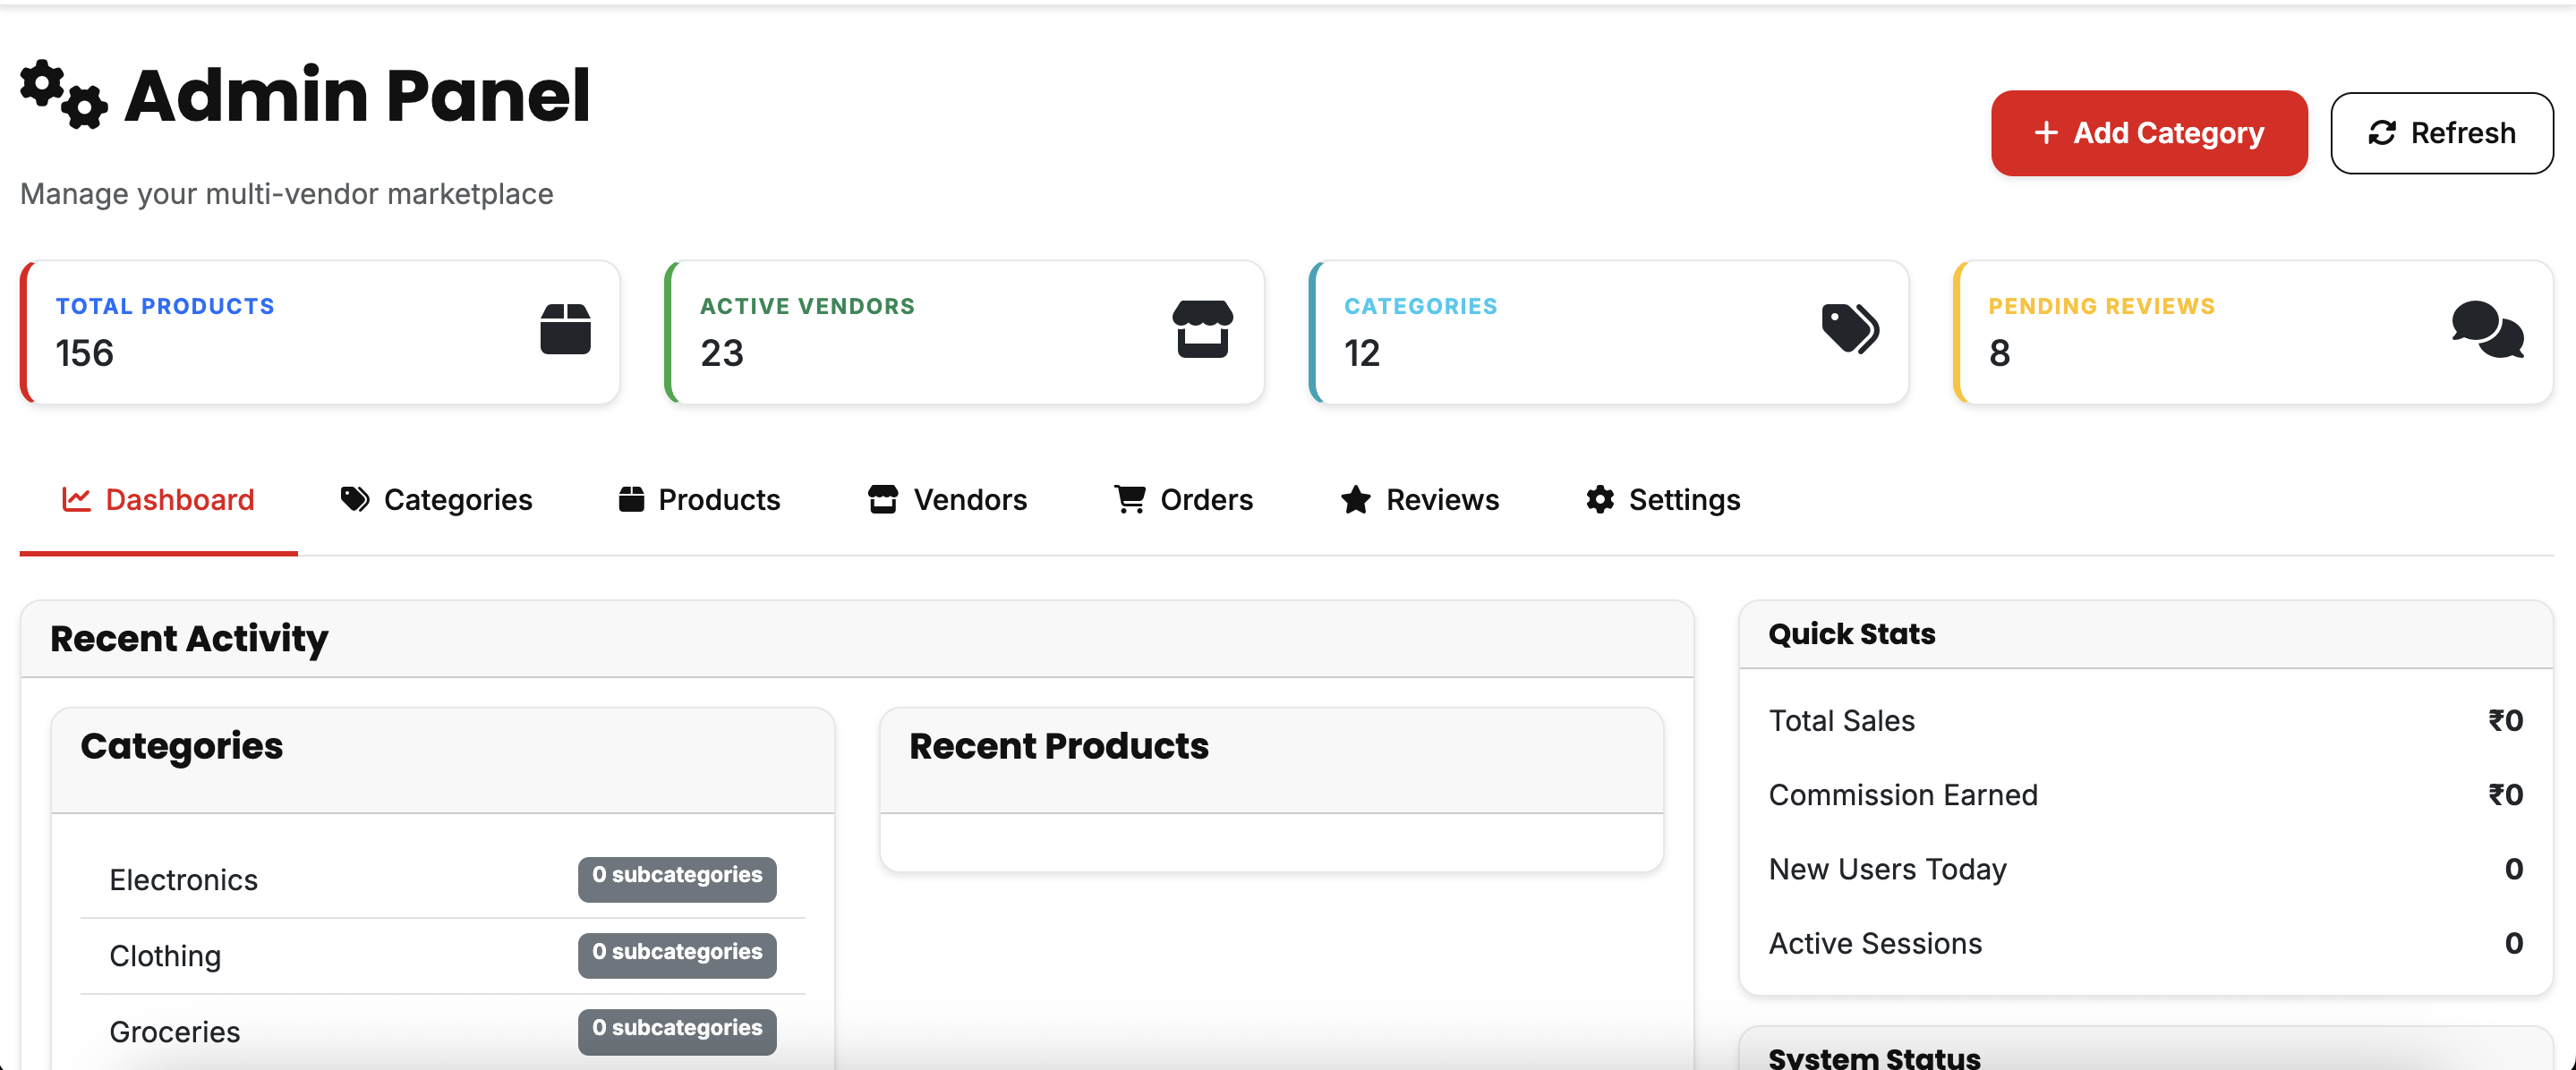 Admin Panel
Manage your multi-vendor marketplace
+ Add Category
Refresh
TOTAL PRODUCTS
156
ACTIVE VENDORS
23
CATEGORIES
12
PENDING REVIEWS
8
Dashboard
Categories
Products
Vendors
Orders
Reviews
Settings
Recent Activity
Categories
Electronics
0 subcategories
Clothing
0 subcategories
Groceries
0 subcategories
Recent Products
Quick Stats
Total Sales
₹0
Commission Earned
₹0
New Users Today
0
Active Sessions
0
System Status